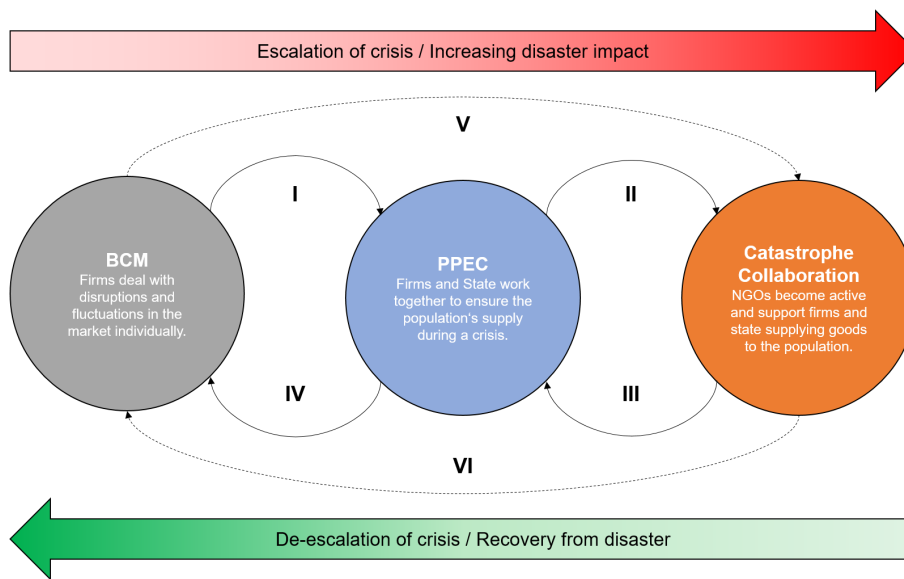 Escalation of crisis / Increasing disaster impact
V
I
II
BCM
Firms deal with
disruptions and
fluctuations in the
market individually.
PPEC
Firms and State work
together to ensure the
population's supply
during a crisis.
Catastrophe
Collaboration
NGOs become active
and support firms and
state supplying goods
to the population.
IV
III
VI
De-escalation of crisis / Recovery from disaster